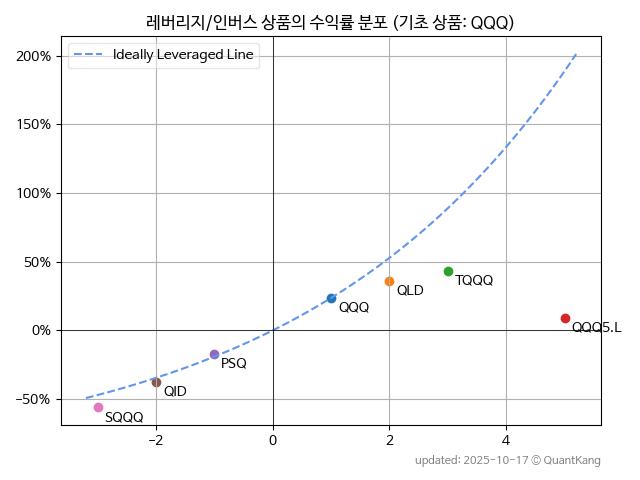 레버리지/인버스 상품의 수익률 분포 (기초 상품: QQQ)
Ideally Leveraged Line
200%
150%
100%
50%
0%
−50%
QQQ
QLD
TQQQ
QQQ5.L
PSQ
QID
SQQQ
−2
0
2
4
updated: 2025-10-17 © QuantKang